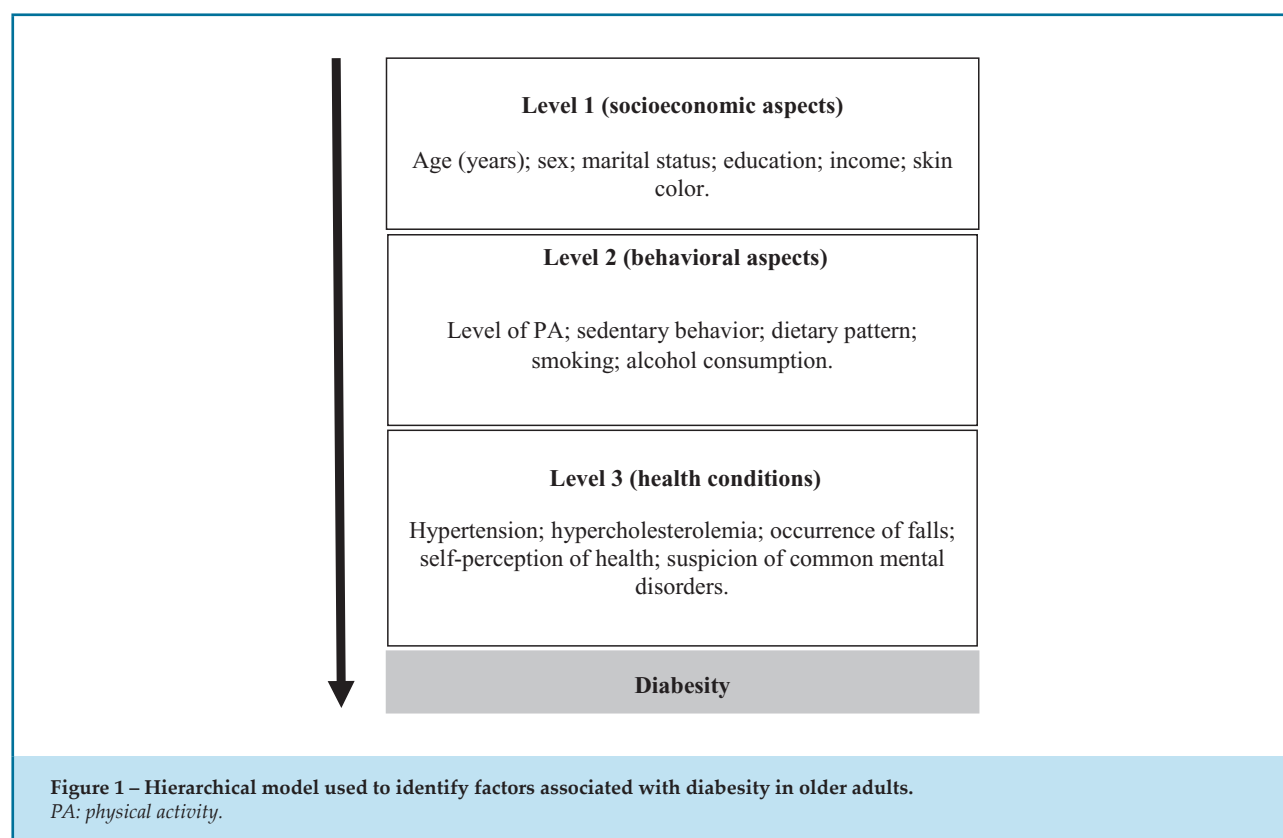 Level 1 (socioeconomic aspects)
Age (years); sex; marital status; education; income; skin
color.
Level 2 (behavioral aspects)
Level of PA; sedentary behavior; dietary pattern;
smoking; alcohol consumption.
Level 3 (health conditions)
Hypertension; hypercholesterolemia; occurrence of falls;
self-perception of health; suspicion of common mental
disorders.
Diabesity
Figure 1 – Hierarchical model used to identify factors associated with diabesity in older adults.
PA: physical activity.